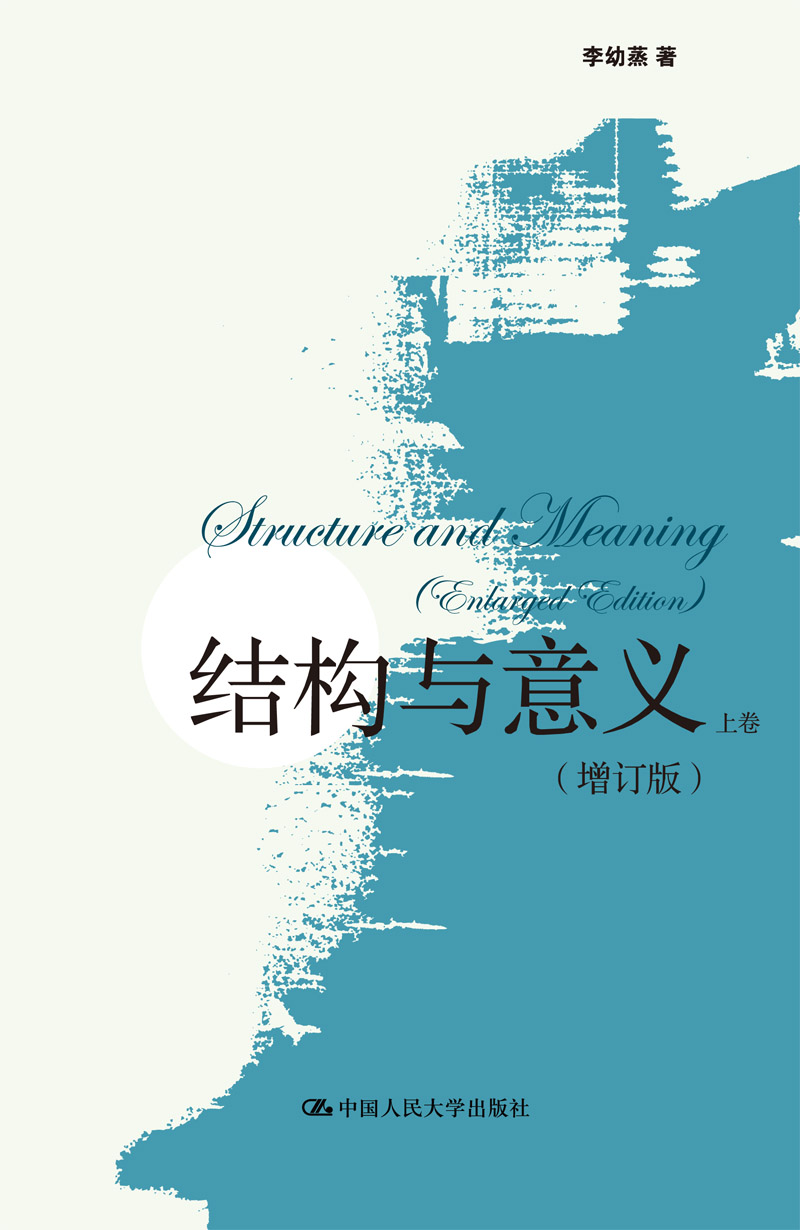 李幼蒸 著
Structure and Meaning
(Enlarged Edition)
结构与意义 上卷
（增订版）
中国人民大学出版社